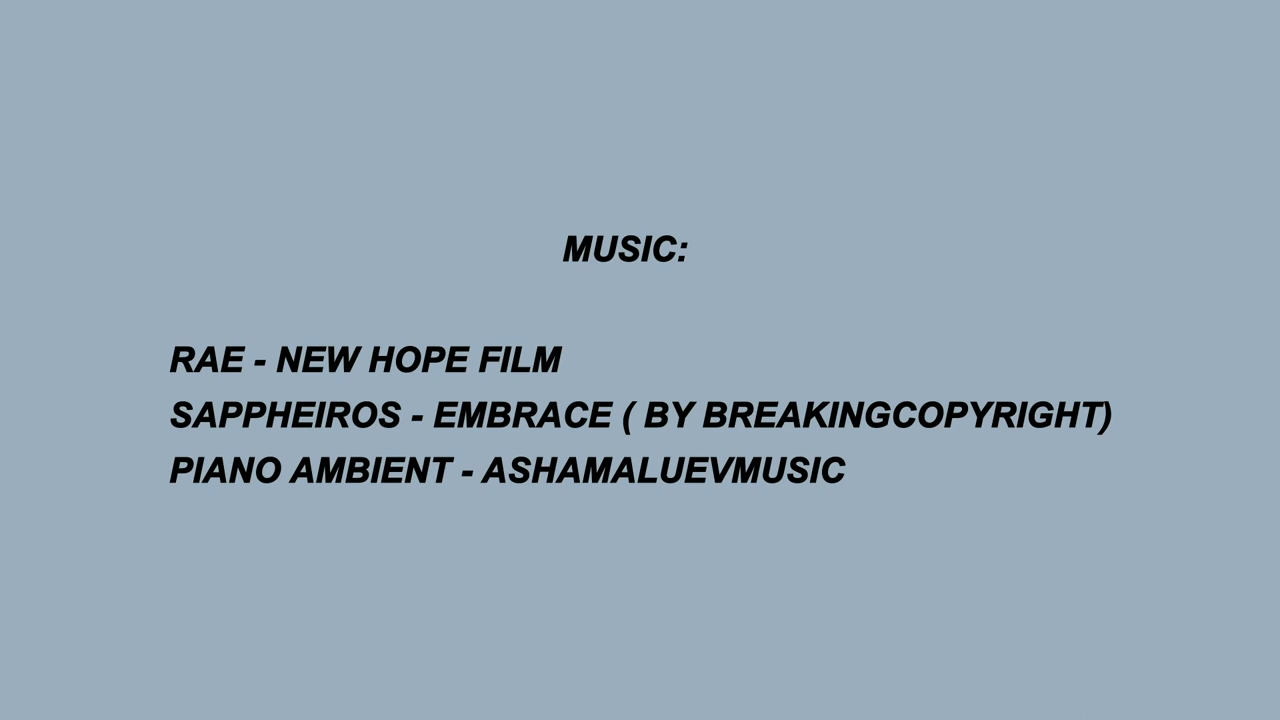 MUSIC:
RAE - NEW HOPE FILM
SAPPHEIROS - EMBRACE ( BY BREAKINGCOPYRIGHT)
PIANO AMBIENT - ASHAMALUEVMUSIC